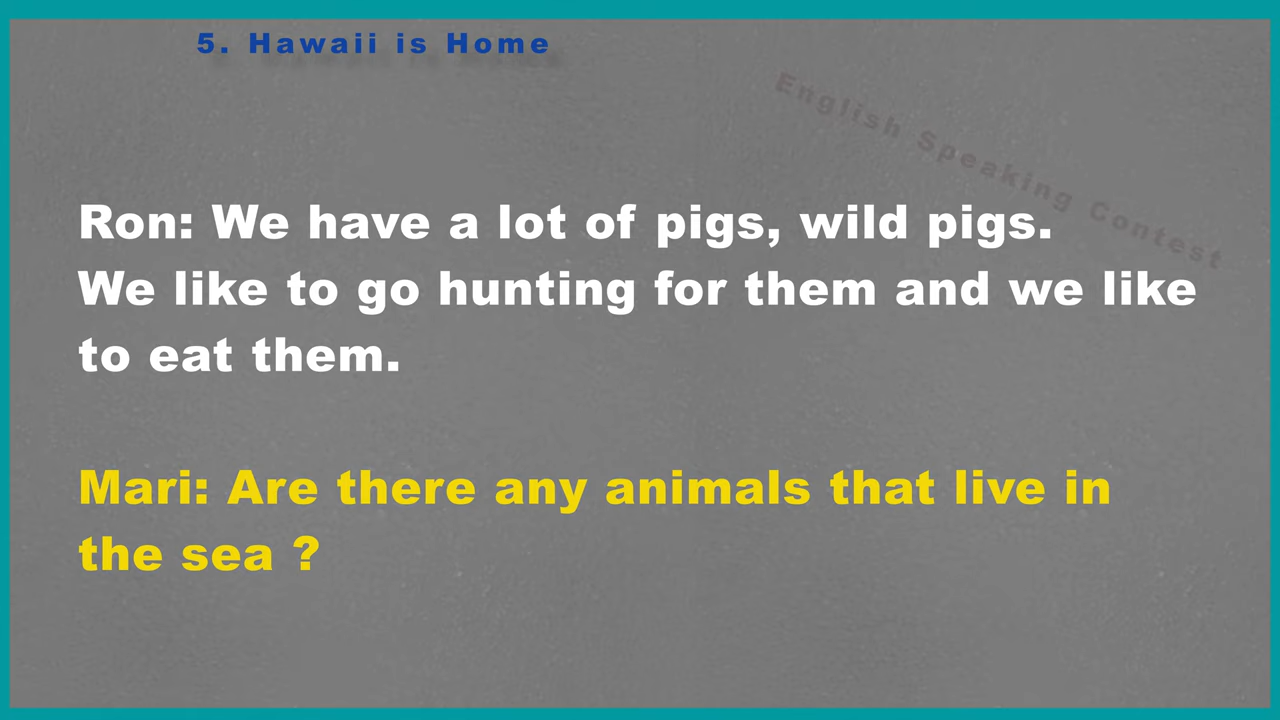 5. Hawaii is Home
English Speaking Contest
Ron: We have a lot of pigs, wild pigs.
We like to go hunting for them and we like
to eat them.
Mari: Are there any animals that live in
the sea ?